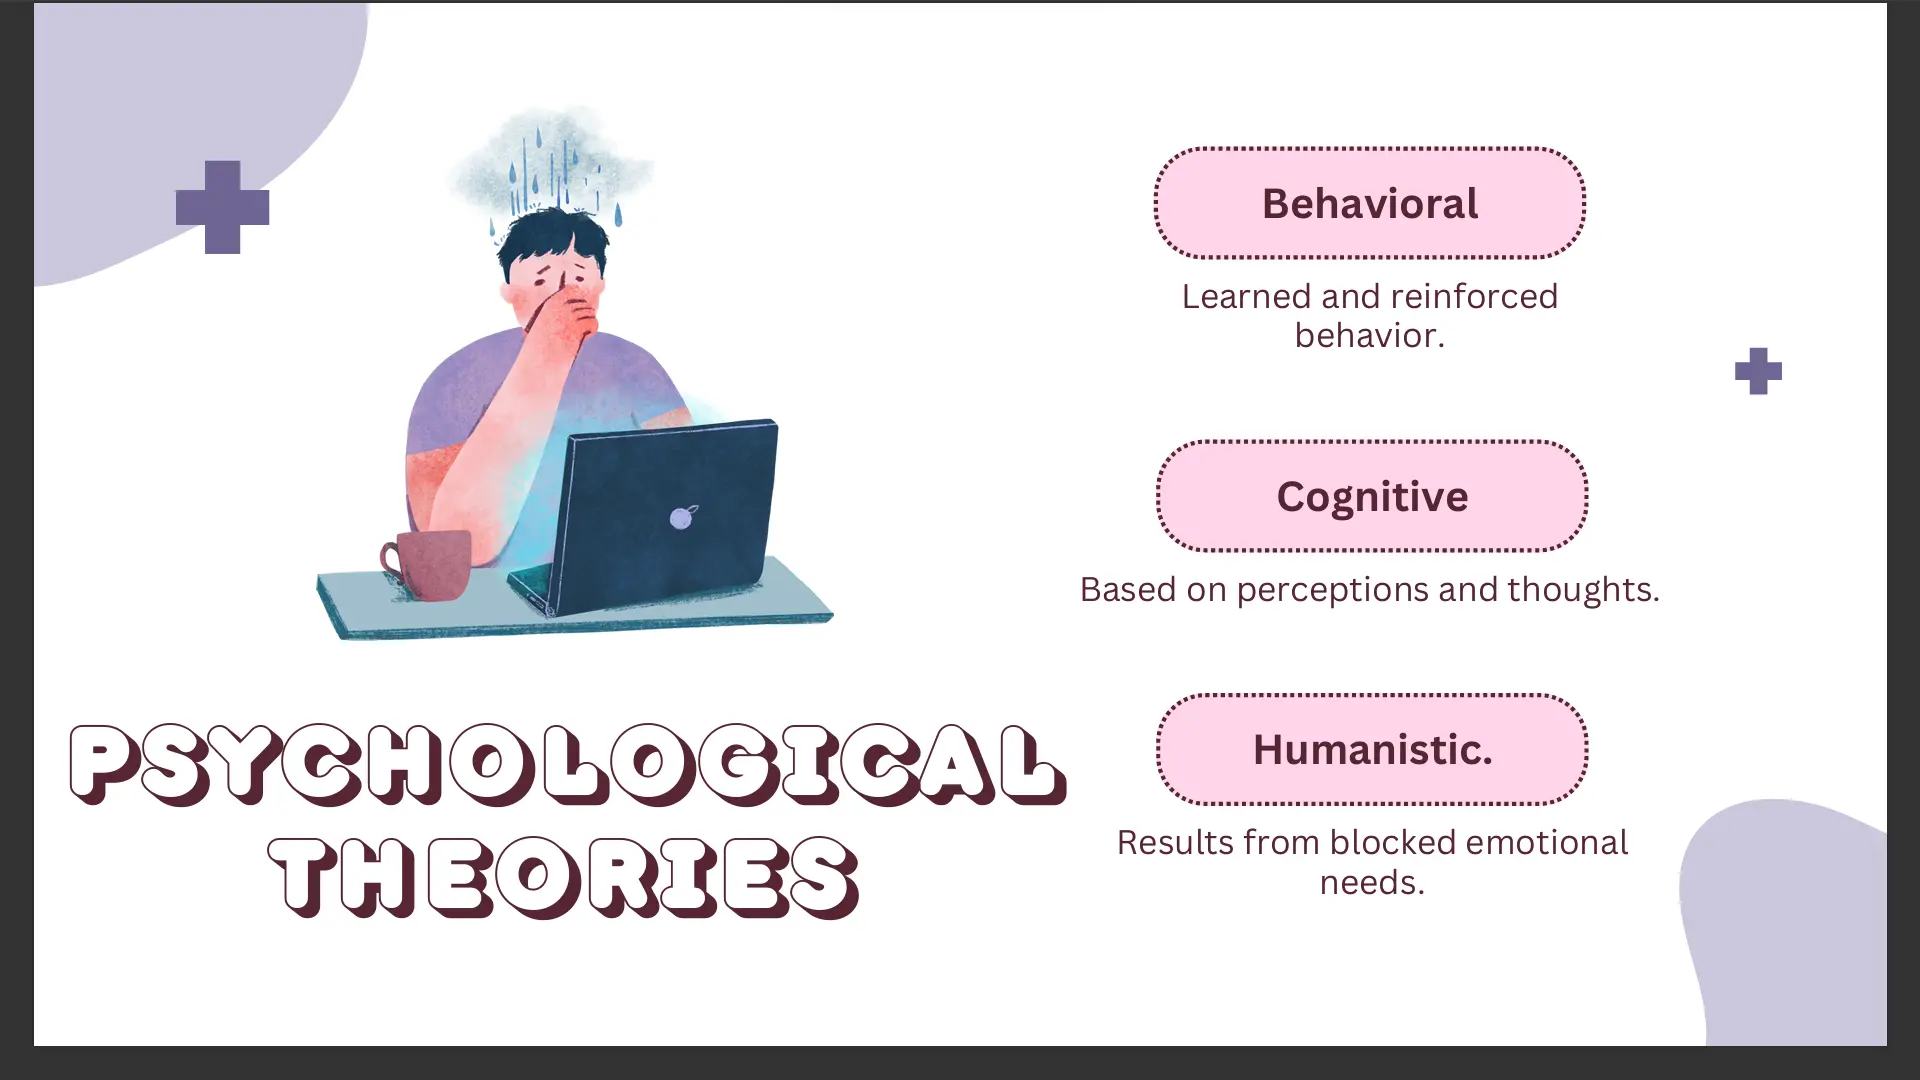 PSYCHOLOGICAL
THEORIES
Behavioral
Learned and reinforced
behavior.
Cognitive
Based on perceptions and thoughts.
Humanistic.
Results from blocked emotional
needs.